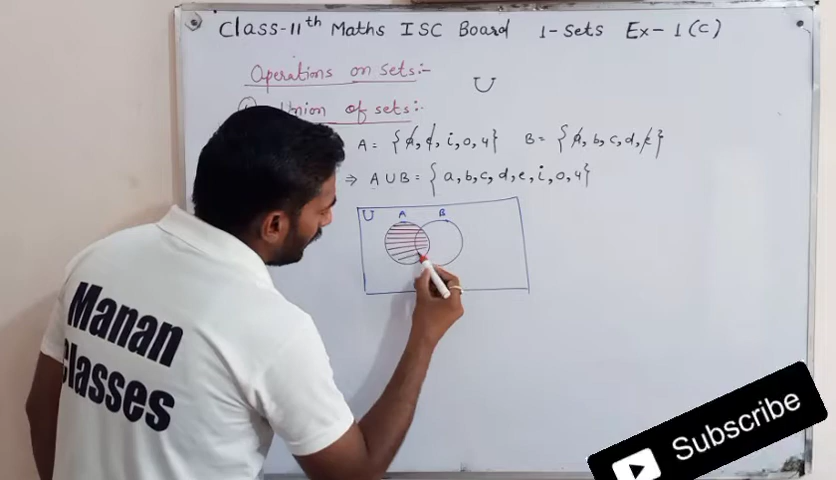 Class-11th Maths ISC Board 1-Sets Ex-1(c)
Operations on sets:-
∪
Union of sets:-
A = {a, e, i, o, u} B = {a, b, c, d, e}
⇒ A∪B = {a, b, c, d, e, i, o, u}
U A B
Manan
Classes
Subscribe